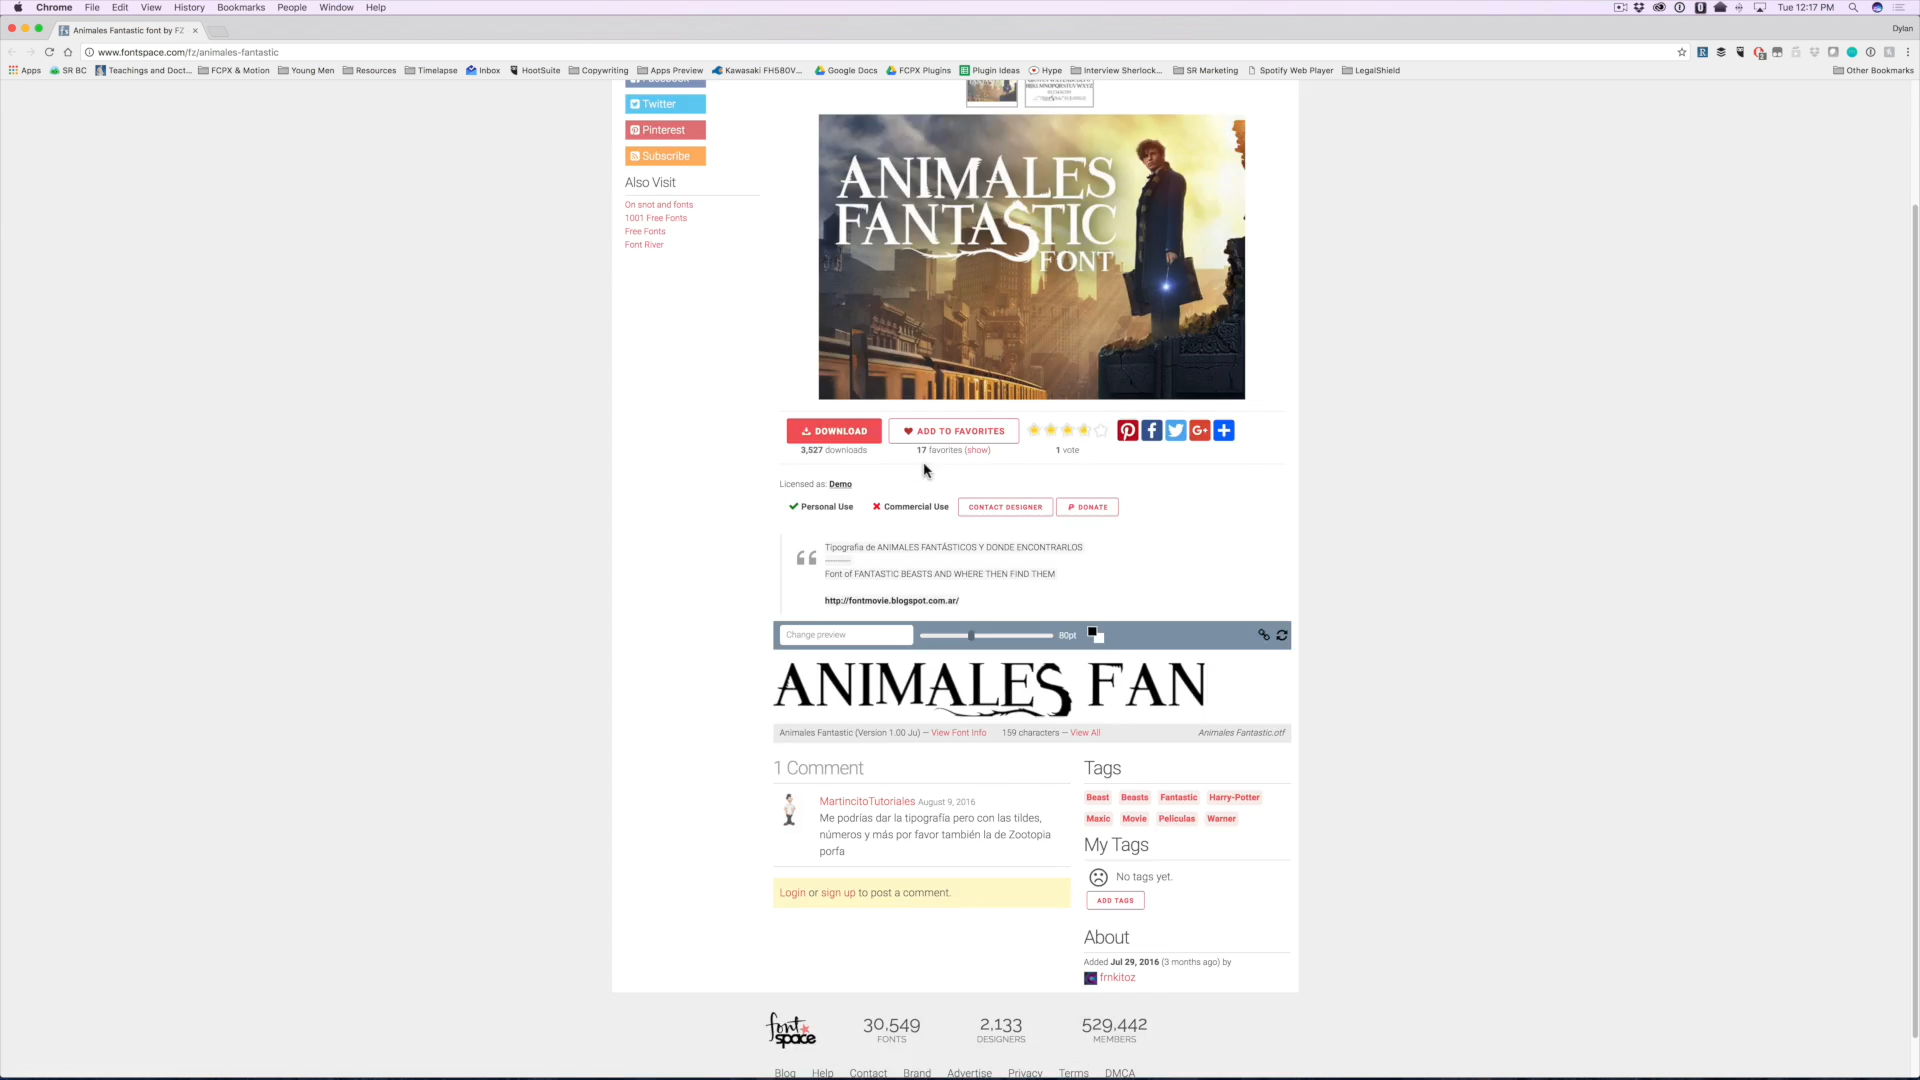 Chrome File Edit View History Bookmarks People Window Help Tue 12:17 PM
Animales Fantastic font by FZ Dylan
www.fontspace.com/fz/animales-fantastic
Apps SR BC Teachings and Doct... FCPX & Motion Young Men Resources Timelapse Inbox HootSuite Copywriting Apps Preview Kawasaki FH580V... Google Docs FCPX Plugins Plugin Ideas Hype Interview Sherlock... SR Marketing Spotify Web Player LegalShield Other Bookmarks
Twitter
Pinterest
Subscribe
Also Visit
On snot and fonts
1001 Free Fonts
Free Fonts
Font River
ANIMALES
FANTASTIC
FONT
DOWNLOAD ADD TO FAVORITES
3,527 downloads 17 favorites (show) 1 vote
Licensed as: Demo
Personal Use Commercial Use CONTACT DESIGNER DONATE
Tipografia de ANIMALES FANTÁSTICOS Y DONDE ENCONTRARLOS
----------
Font of FANTASTIC BEASTS AND WHERE THEN FIND THEM
http://fontmovie.blogspot.com.ar/
Change preview 80pt
ANIMALES FAN
Animales Fantastic (Version 1.00 Ju) — View Font Info 159 characters — View All Animales Fantastic.otf
1 Comment
MartincitoTutoriales August 9, 2016
Me podrías dar la tipografía pero con las tildes,
números y más por favor también la de Zootopia
porfa
Login or sign up to post a comment.
Tags
Beast Beasts Fantastic Harry-Potter
Maxic Movie Peliculas Warner
My Tags
No tags yet.
ADD TAGS
About
Added Jul 29, 2016 (3 months ago) by
frnkitoz
font space
30,549 2,133 529,442
FONTS DESIGNERS MEMBERS
Blog Help Contact Brand Advertise Privacy Terms DMCA